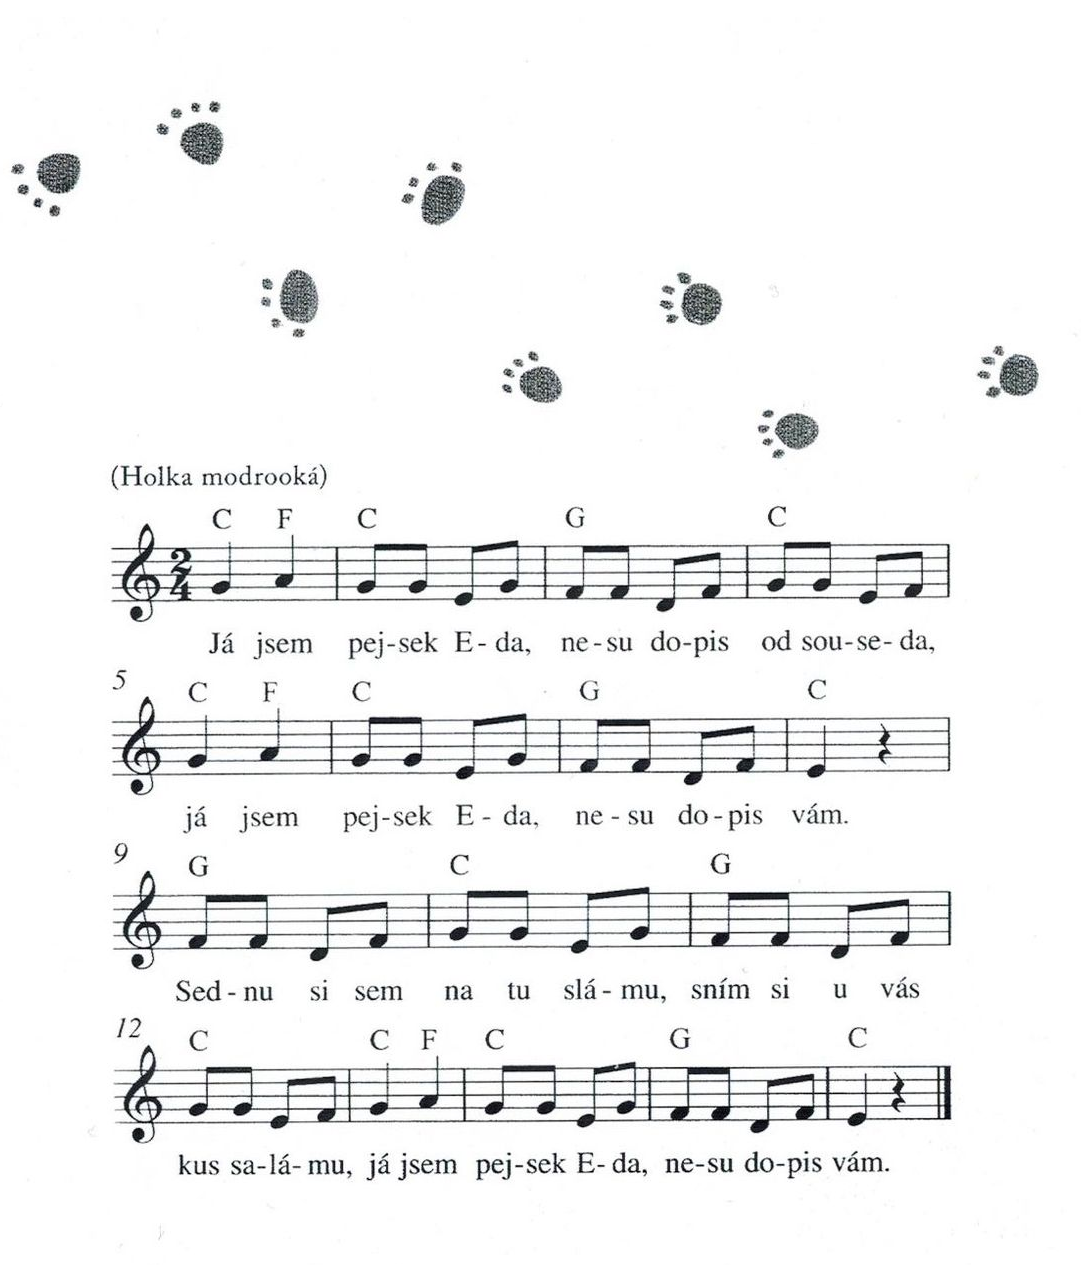 (Holka modrooká)
C F C G C
2
4
Já jsem pej-sek E-da, ne-su do-pis od sou-se-da,
5
C F C G C
já jsem pej-sek E-da, ne-su do-pis vám.
9
G C G
Sed-nu si sem na tu slá-mu, sním si u vás
12
C C F C G C
kus sa-lá-mu, já jsem pej-sek E-da, ne-su do-pis vám.